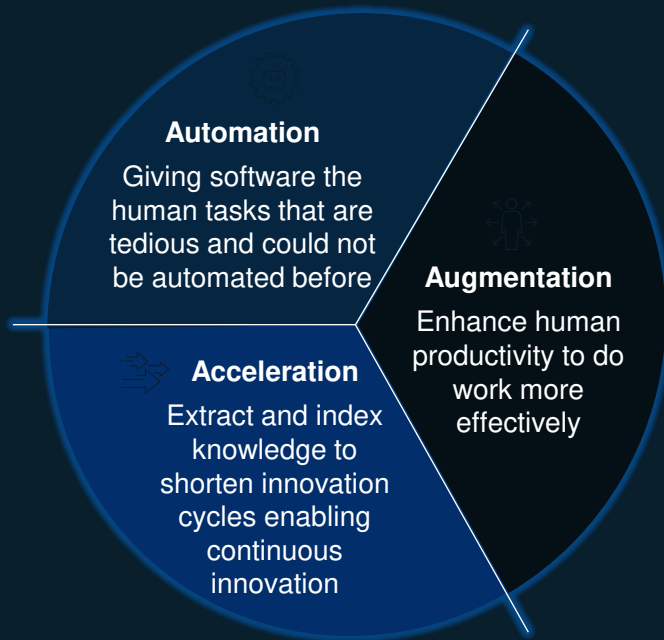 Automation
Giving software the
human tasks that are
tedious and could not
be automated before
Augmentation
Enhance human
productivity to do
work more
effectively
Acceleration
Extract and index
knowledge to
shorten innovation
cycles enabling
continuous
innovation